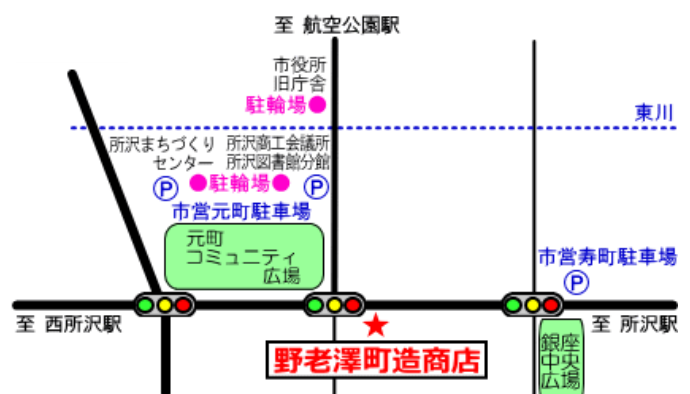 至 航空公園駅
市役所
旧庁舎
駐輪場
東川
所沢まちづくり
センター
所沢商工会議所
所沢図書館分館
P
駐輪場
P
市営元町駐車場
元町
コミュニティ
広場
市営寿町駐車場
P
至 西所沢駅
至 所沢駅
野老澤町造商店
銀座
中央
広場